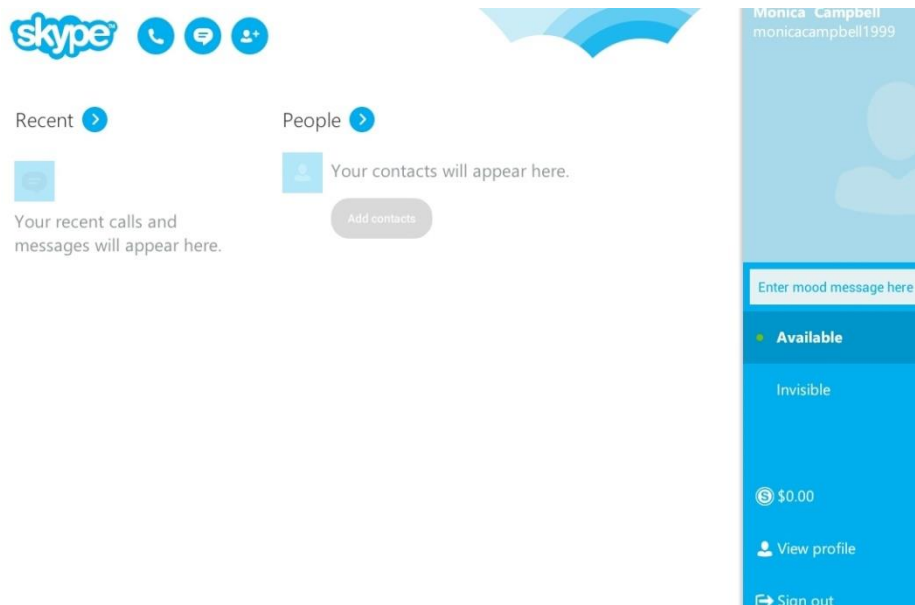 skype
Recent
People
Your contacts will appear here.
Add contacts
Your recent calls and
messages will appear here.
Monica Campbell
monicacampbell1999
Enter mood message here
Available
Invisible
$0.00
View profile
Sign out